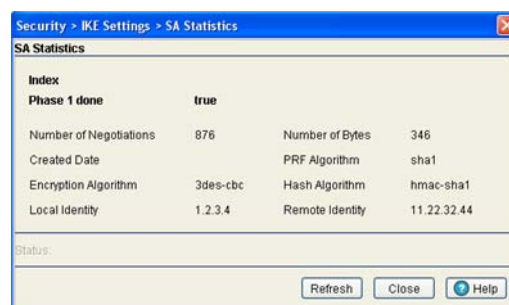 Security > IKE Settings > SA Statistics
SA Statistics
Index
Phase 1 done true
Number of Negotiations 876 Number of Bytes 346
Created Date PRF Algorithm sha1
Encryption Algorithm 3des-cbc Hash Algorithm hmac-sha1
Local Identity 1.2.3.4 Remote Identity 11.22.32.44
Status:
Refresh Close ? Help